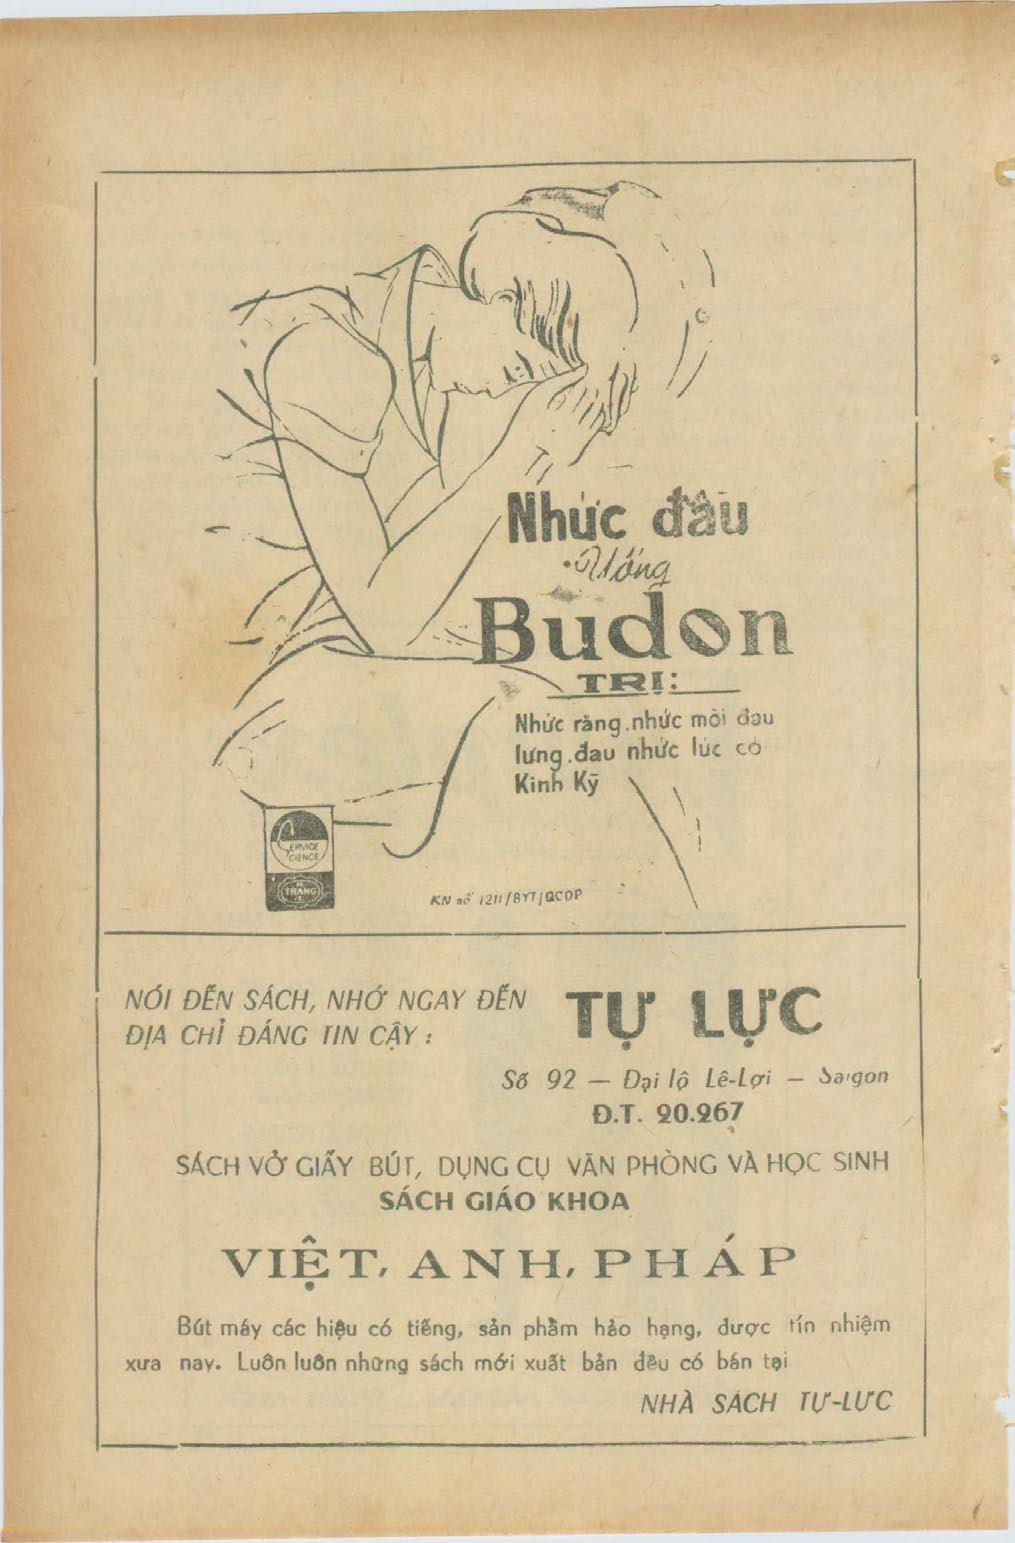 Nhức đầu
Uống
Budon
TRỊ:
Nhức răng.nhức mỏi đau
lưng.đau nhức lúc có
Kinh Kỳ
SERVICE
SCIENCE
TRANG
KN số 1211/BYT/QCDP
NÓI ĐẾN SÁCH, NHỚ NGAY ĐẾN
ĐỊA CHỈ ĐÁNG TIN CẬY :
TỰ LỰC
Số 92 — Đại lộ Lê-Lợi — Saigon
Đ.T. 20.267
SÁCH VỞ GIẤY BÚT, DỤNG CỤ VĂN PHÒNG VÀ HỌC SINH
SÁCH GIÁO KHOA
VIỆT, ANH, PHÁP
Bút máy các hiệu có tiếng, sản phẩm hảo hạng, được tín nhiệm
xưa nay. Luôn luôn những sách mới xuất bản đều có bán tại
NHÀ SÁCH TỰ-LỰC